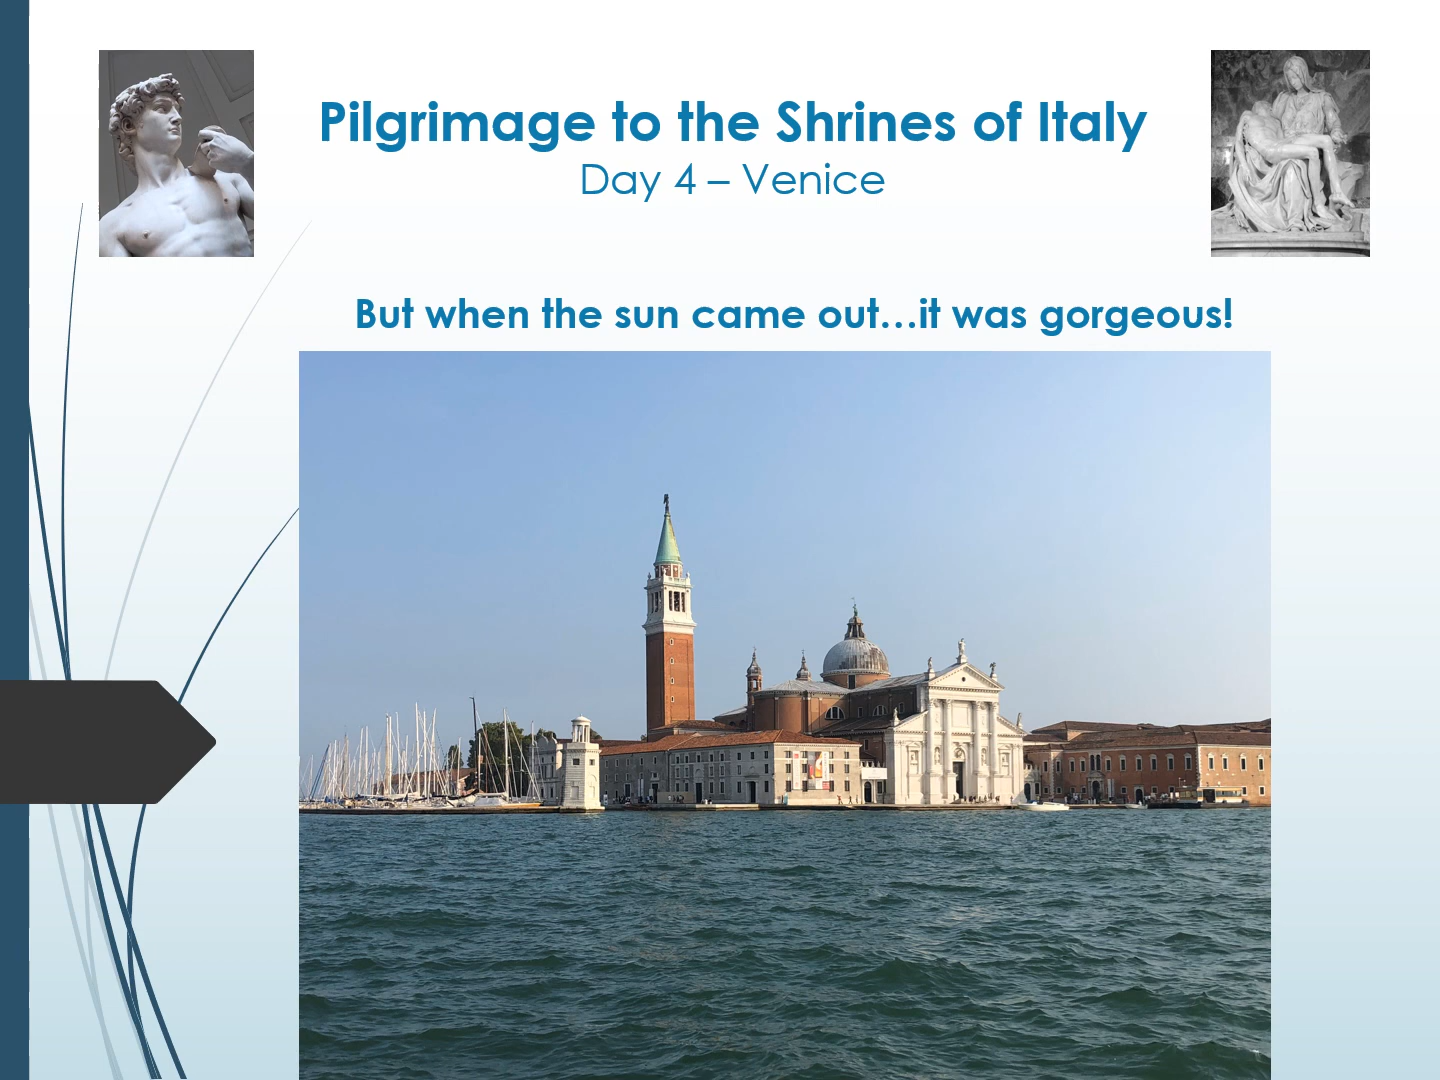 Pilgrimage to the Shrines of Italy
Day 4 – Venice
But when the sun came out…it was gorgeous!